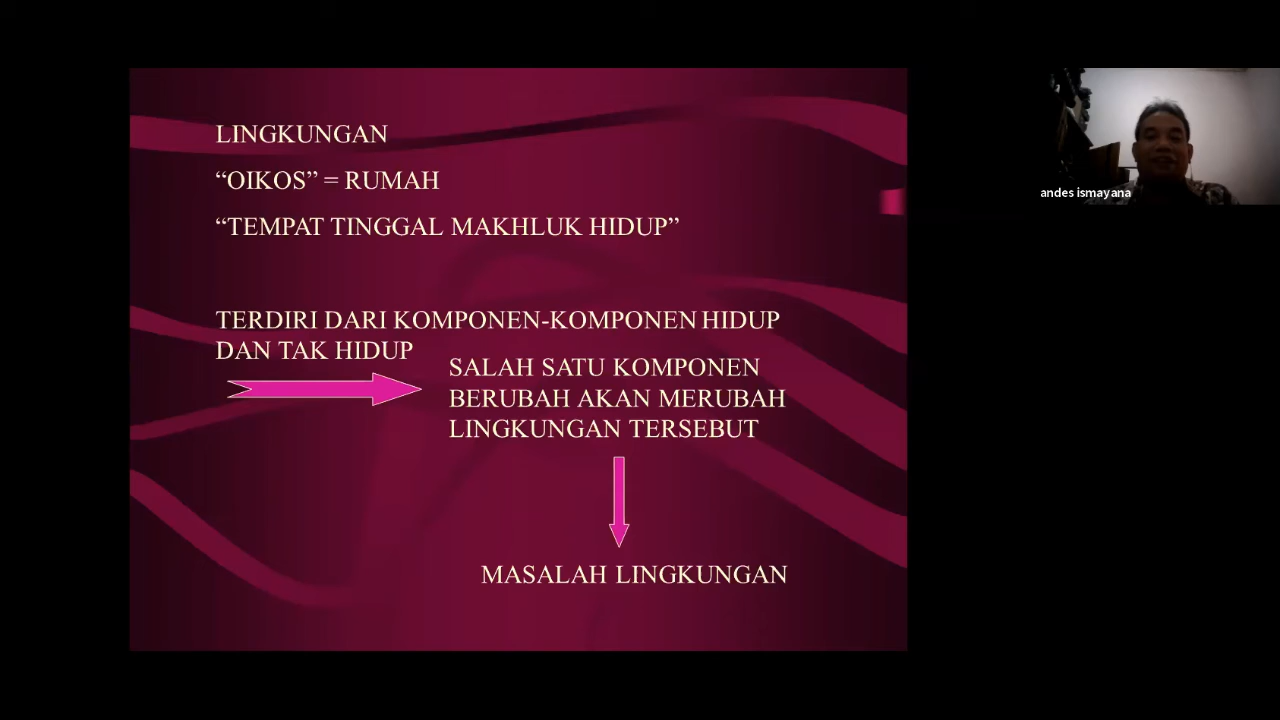 LINGKUNGAN
“OIKOS” = RUMAH
“TEMPAT TINGGAL MAKHLUK HIDUP”
TERDIRI DARI KOMPONEN-KOMPONEN HIDUP
DAN TAK HIDUP
SALAH SATU KOMPONEN
BERUBAH AKAN MERUBAH
LINGKUNGAN TERSEBUT
MASALAH LINGKUNGAN
andes ismayana